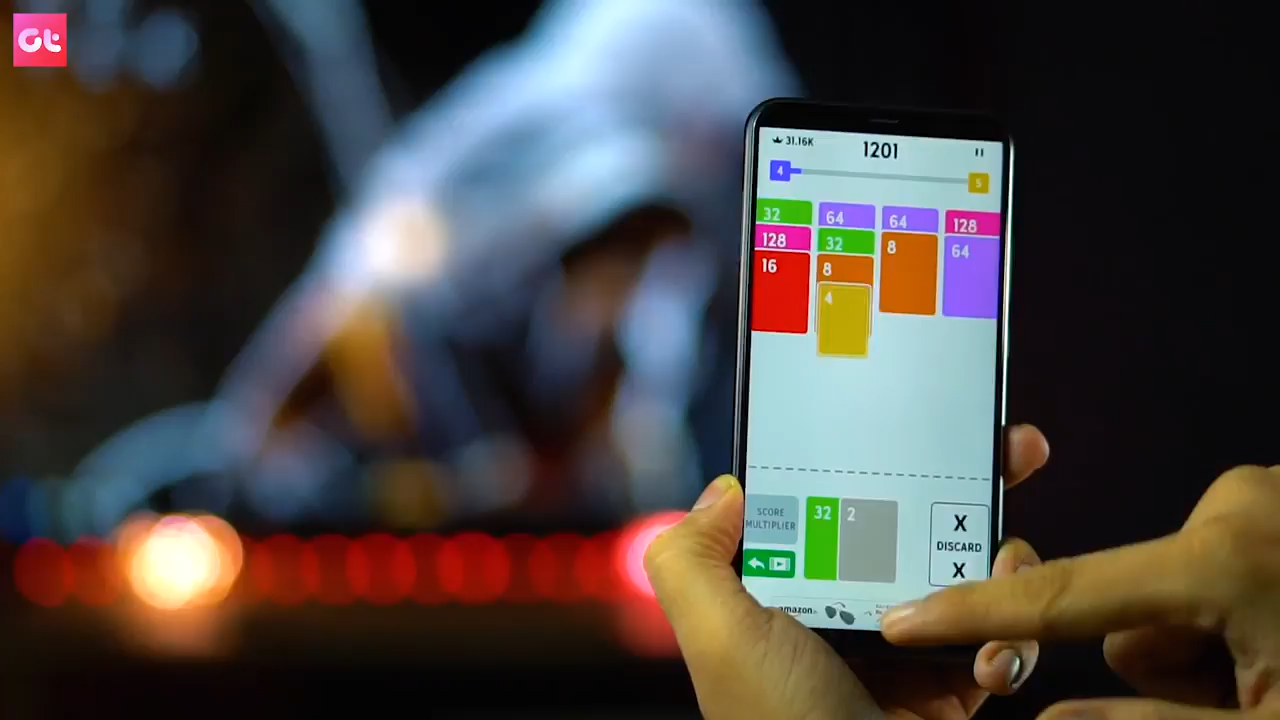 Gt
31.16K
1201
4
5
32
64
64
128
128
32
8
64
16
8
4
SCORE
MULTIPLIER
32
2
X
DISCARD
X
amazon